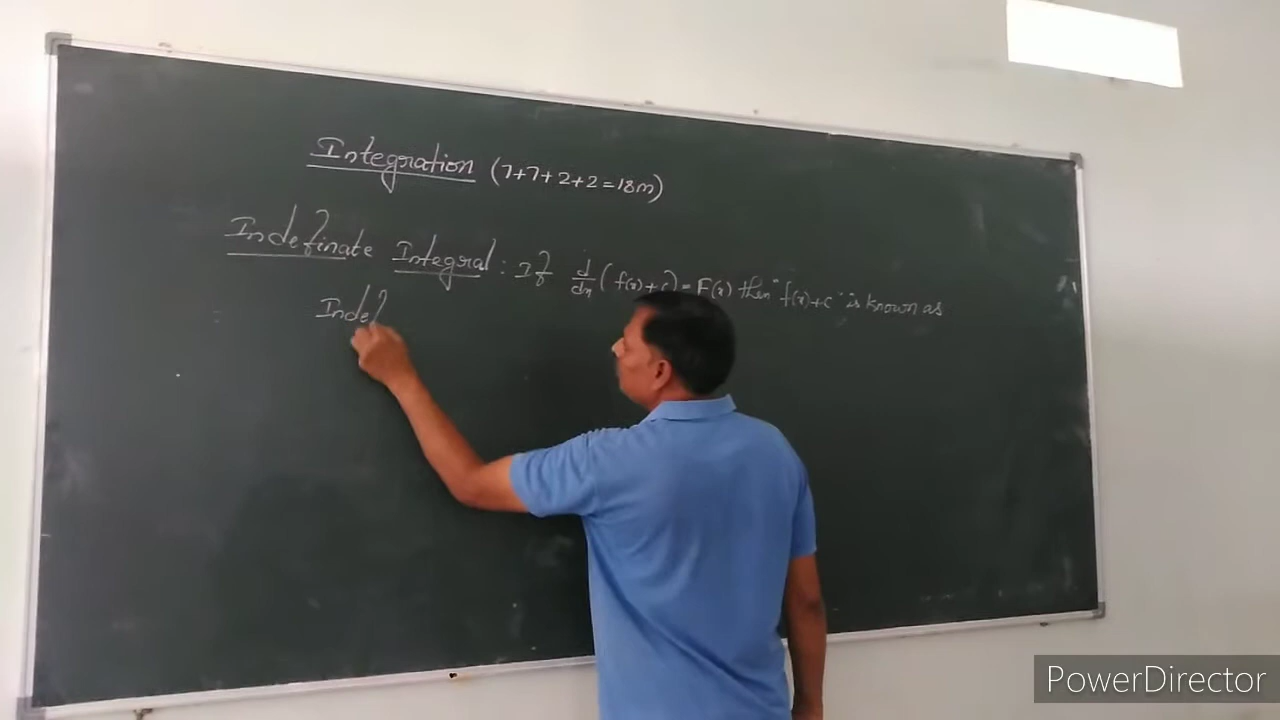 Integration (7+7+2+2=18m)
Indefinate Integral : If d/dx (f(x)+c) = F(x) then "f(x)+c" is known as
Indef
PowerDirector